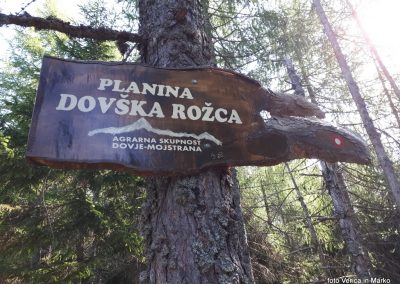 PLANINA
DOVŠKA ROŽCA
AGRARNA SKUPNOST
DOVJE-MOJSTRANA
foto Verica in Marko